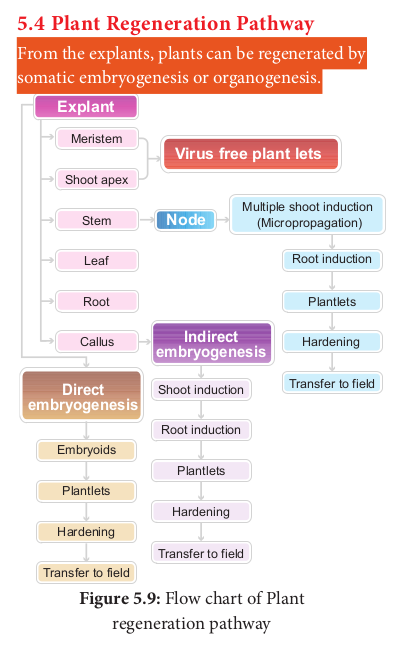 5.4 Plant Regeneration Pathway
From the explants, plants can be regenerated by
somatic embryogenesis or organogenesis.
Explant
Meristem
Shoot apex
Virus free plant lets
Stem
Node
Multiple shoot induction
(Micropropagation)
Root induction
Plantlets
Hardening
Transfer to field
Leaf
Root
Callus
Indirect
embryogenesis
Shoot induction
Root induction
Plantlets
Hardening
Transfer to field
Direct
embryogenesis
Embryoids
Plantlets
Hardening
Transfer to field
Figure 5.9: Flow chart of Plant
regeneration pathway